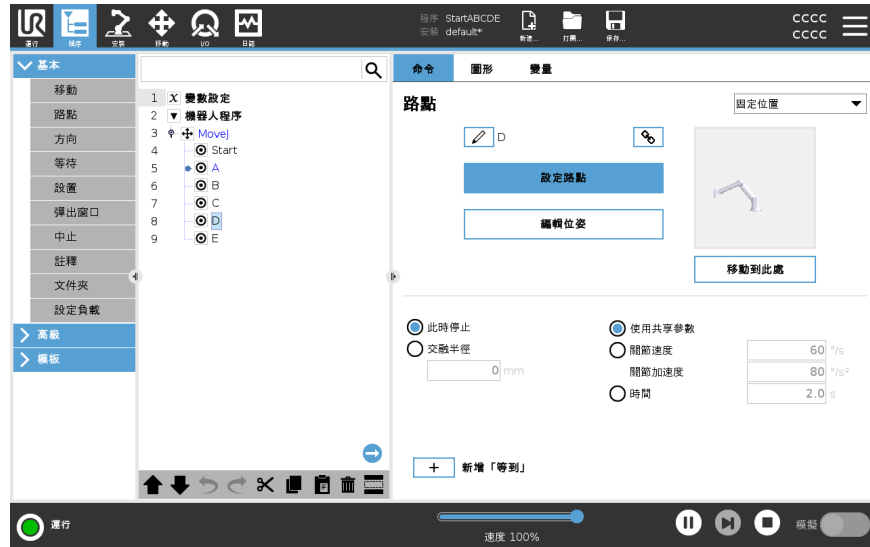 UR
運行 程序 安裝 移動 I/O 日誌
程序 StartABCDE
安裝 default*
新建... 打開... 保存...
CCCC
CCCC
基本
移動
路點
方向
等待
設置
彈出窗口
中止
註釋
文件夾
設定負載
高級
模板
1 X 變數設定
2 機器人程序
3 MoveJ
4 Start
5 A
6 B
7 C
8 D
9 E
命令 圖形 變量
路點
固定位置
D
設定路點
編輯位姿
移動到此處
此時停止
交融半徑
0 mm
使用共享參數
關節速度 60 °/s
關節加速度 80 °/s²
時間 2.0 s
+ 新增「等到」
運行
速度 100%
模擬